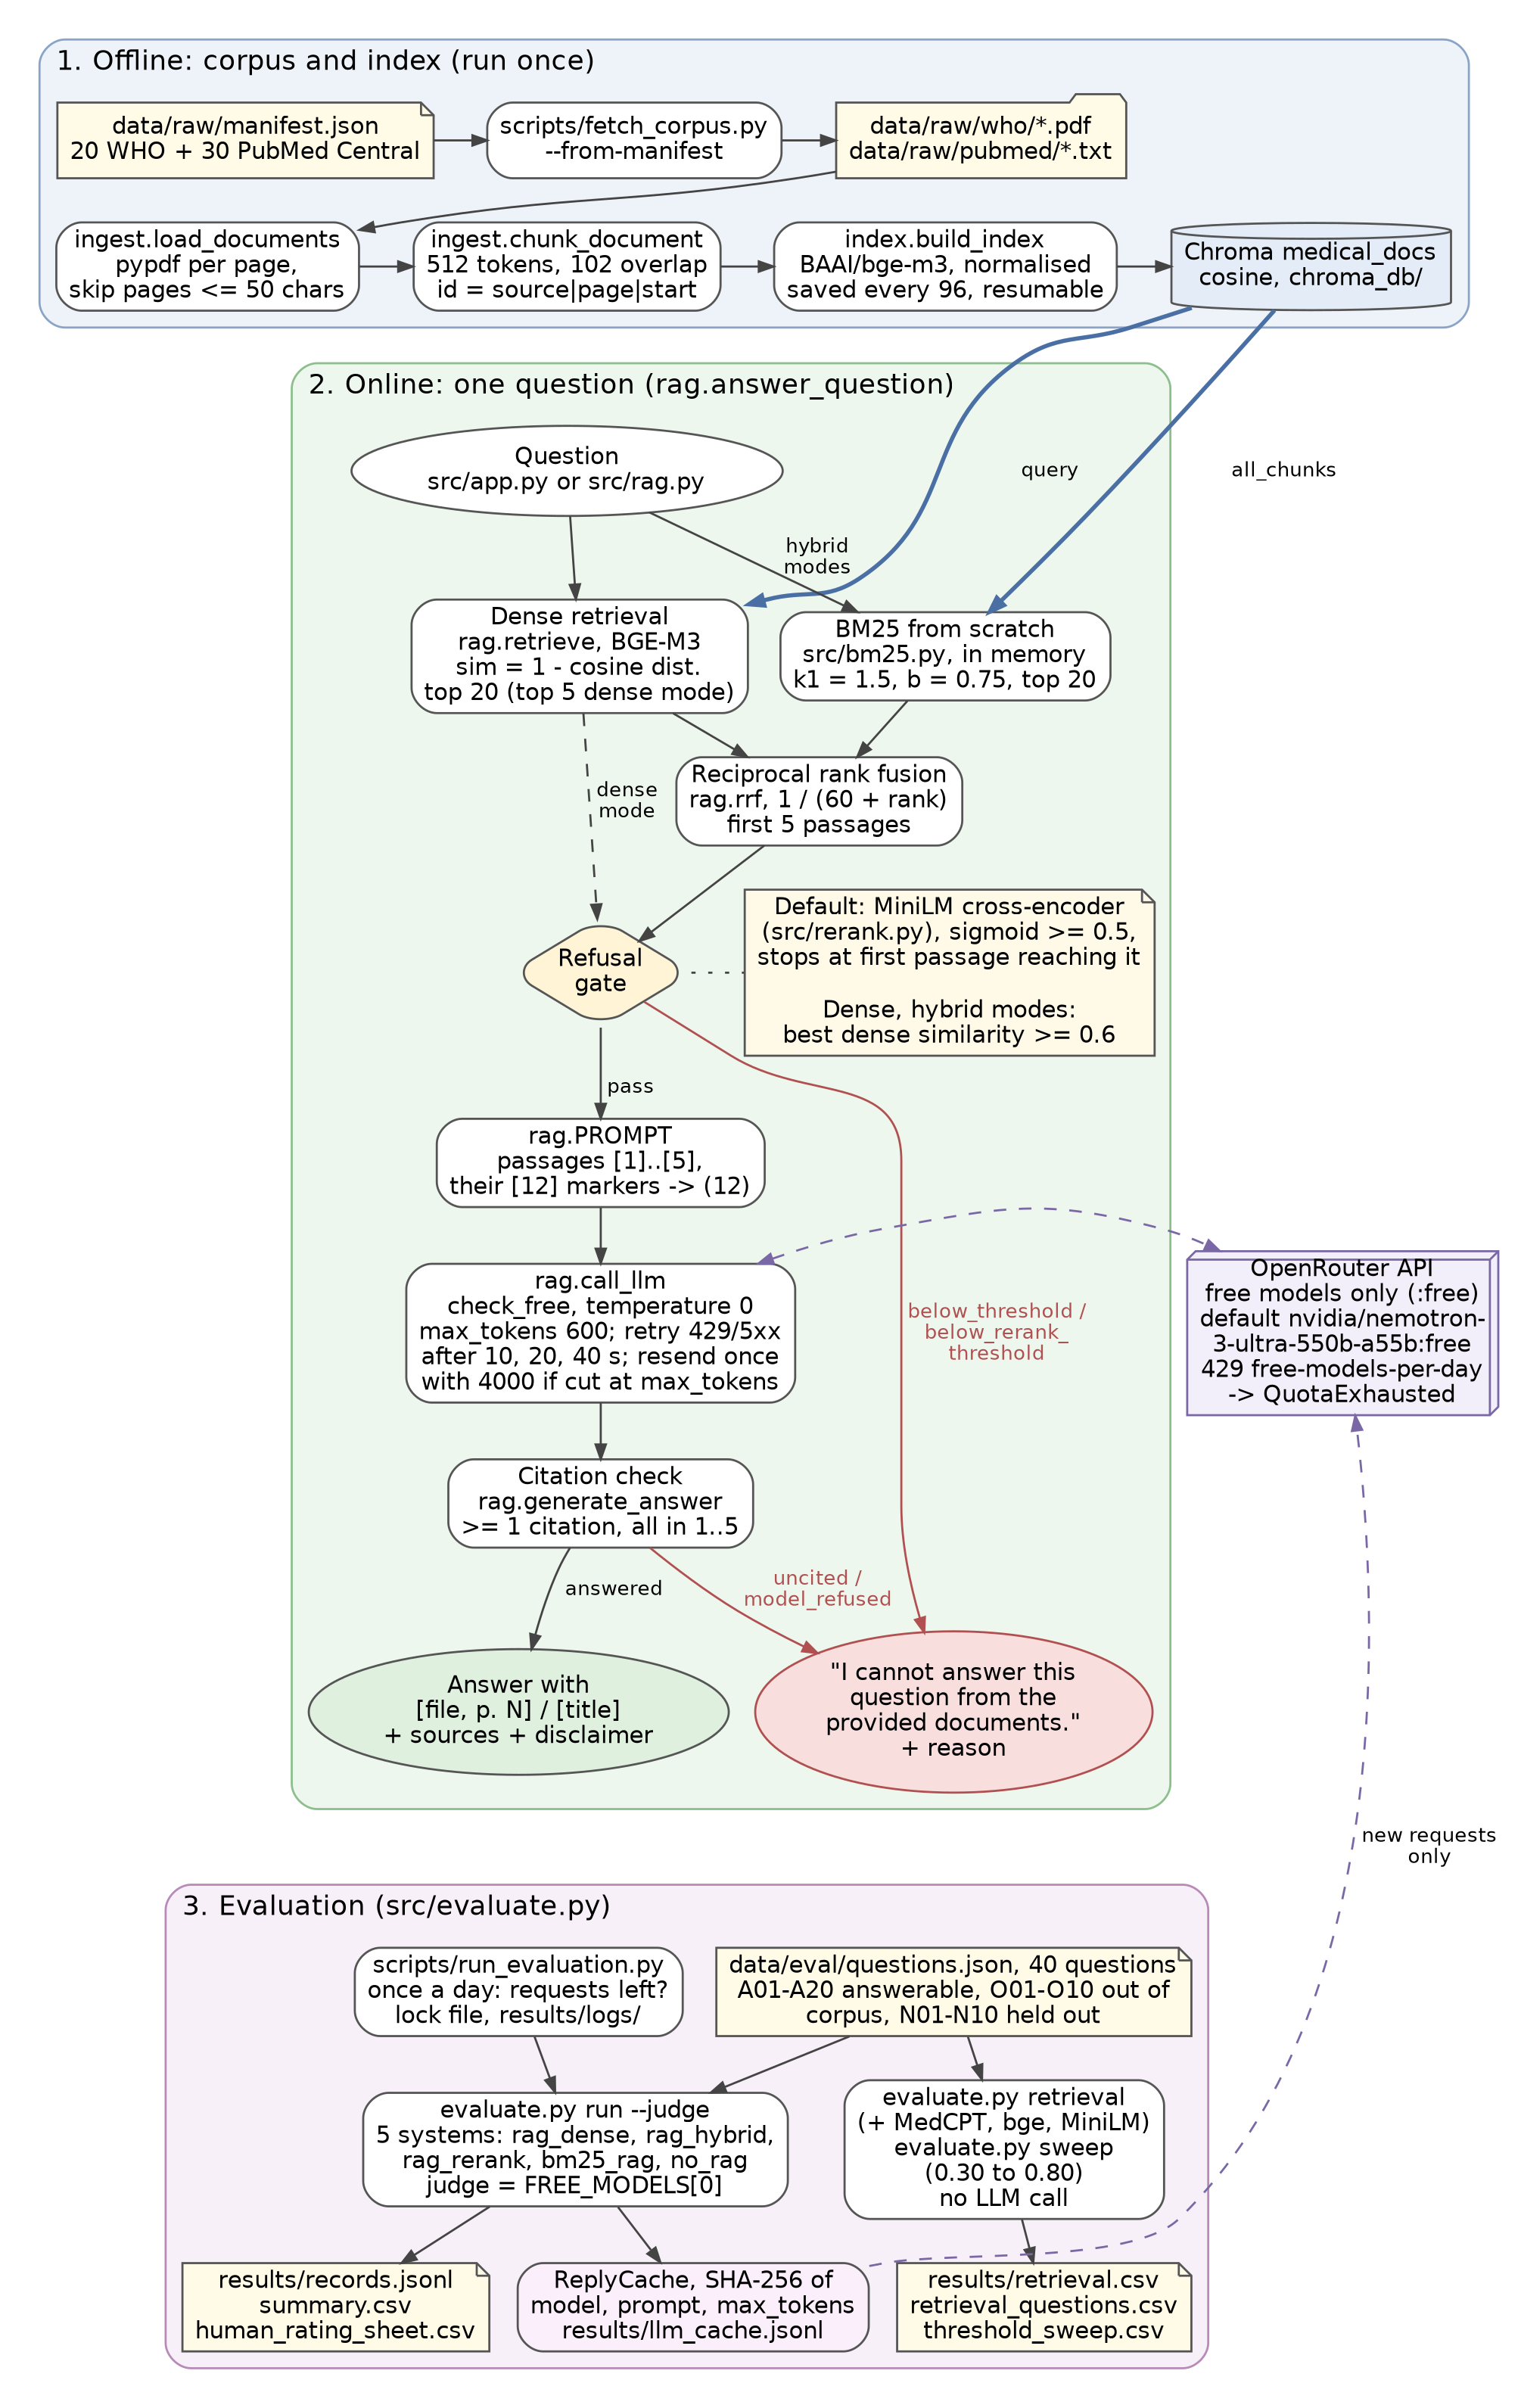 1. Offline: corpus and index (run once)
data/raw/manifest.json
20 WHO + 30 PubMed Central
scripts/fetch_corpus.py
--from-manifest
data/raw/who/*.pdf
data/raw/pubmed/*.txt
ingest.load_documents
pypdf per page,
skip pages <= 50 chars
ingest.chunk_document
512 tokens, 102 overlap
id = source|page|start
index.build_index
BAAI/bge-m3, normalised
saved every 96, resumable
Chroma medical_docs
cosine, chroma_db/
2. Online: one question (rag.answer_question)
Question
src/app.py or src/rag.py
query
all_chunks
hybrid
modes
Dense retrieval
rag.retrieve, BGE-M3
sim = 1 - cosine dist.
top 20 (top 5 dense mode)
BM25 from scratch
src/bm25.py, in memory
k1 = 1.5, b = 0.75, top 20
dense
mode
Reciprocal rank fusion
rag.rrf, 1 / (60 + rank)
first 5 passages
Refusal
gate
Default: MiniLM cross-encoder
(src/rerank.py), sigmoid >= 0.5,
stops at first passage reaching it
Dense, hybrid modes:
best dense similarity >= 0.6
pass
rag.PROMPT
passages [1]..[5],
their [12] markers -> (12)
rag.call_llm
check_free, temperature 0
max_tokens 600; retry 429/5xx
after 10, 20, 40 s; resend once
with 4000 if cut at max_tokens
below_threshold /
below_rerank_
threshold
OpenRouter API
free models only (:free)
default nvidia/nemotron-
3-ultra-550b-a55b:free
429 free-models-per-day
-> QuotaExhausted
Citation check
rag.generate_answer
>= 1 citation, all in 1..5
answered
uncited /
model_refused
Answer with
[file, p. N] / [title]
+ sources + disclaimer
"I cannot answer this
question from the
provided documents."
+ reason
new requests
only
3. Evaluation (src/evaluate.py)
scripts/run_evaluation.py
once a day: requests left?
lock file, results/logs/
data/eval/questions.json, 40 questions
A01-A20 answerable, O01-O10 out of
corpus, N01-N10 held out
evaluate.py run --judge
5 systems: rag_dense, rag_hybrid,
rag_rerank, bm25_rag, no_rag
judge = FREE_MODELS[0]
evaluate.py retrieval
(+ MedCPT, bge, MiniLM)
evaluate.py sweep
(0.30 to 0.80)
no LLM call
results/records.jsonl
summary.csv
human_rating_sheet.csv
ReplyCache, SHA-256 of
model, prompt, max_tokens
results/llm_cache.jsonl
results/retrieval.csv
retrieval_questions.csv
threshold_sweep.csv